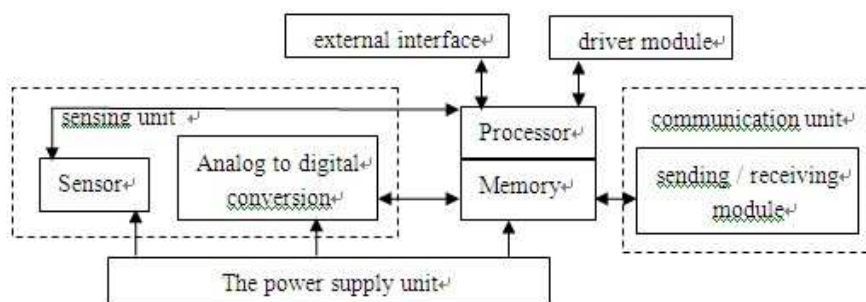 external interface↵
driver module↵
sensing unit ↵
Processor↵
communication unit↵
Sensor↵
Analog to digital
conversion↵
Memory↵
sending / receiving
module↵
The power supply unit↵